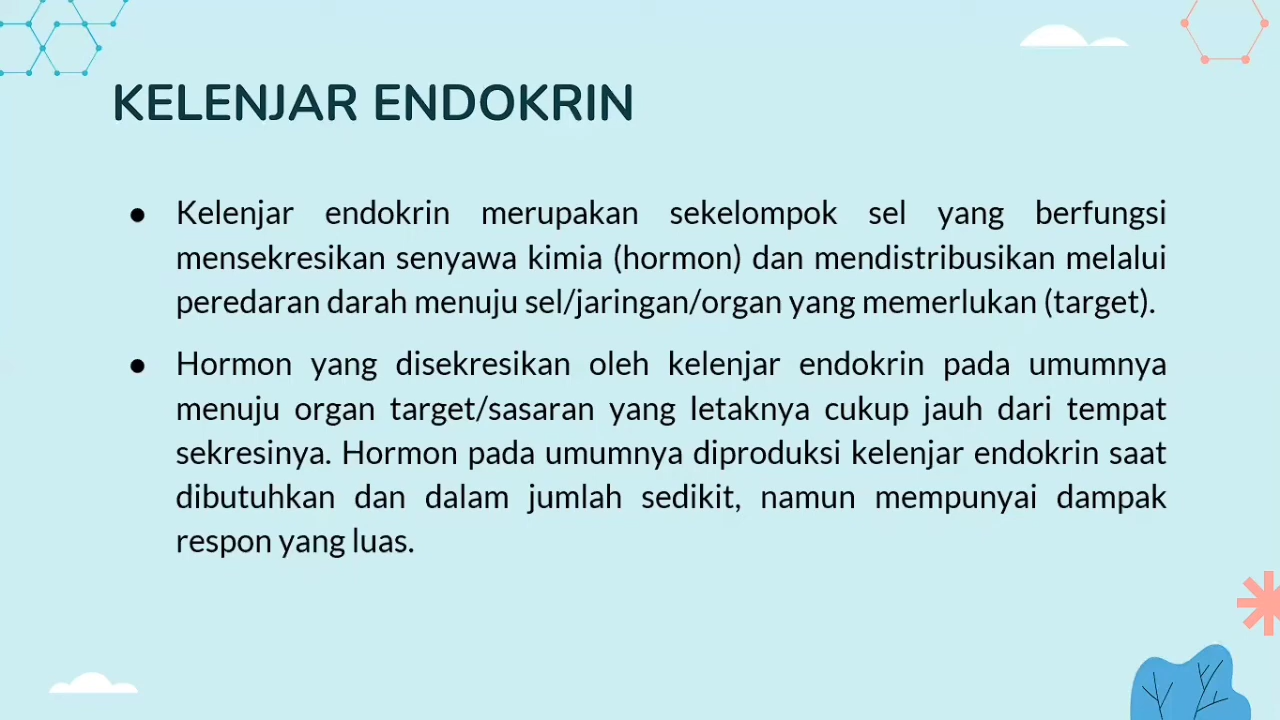 KELENJAR ENDOKRIN
● Kelenjar endokrin merupakan sekelompok sel yang berfungsi
mensekresikan senyawa kimia (hormon) dan mendistribusikan melalui
peredaran darah menuju sel/jaringan/organ yang memerlukan (target).
● Hormon yang disekresikan oleh kelenjar endokrin pada umumnya
menuju organ target/sasaran yang letaknya cukup jauh dari tempat
sekresinya. Hormon pada umumnya diproduksi kelenjar endokrin saat
dibutuhkan dan dalam jumlah sedikit, namun mempunyai dampak
respon yang luas.